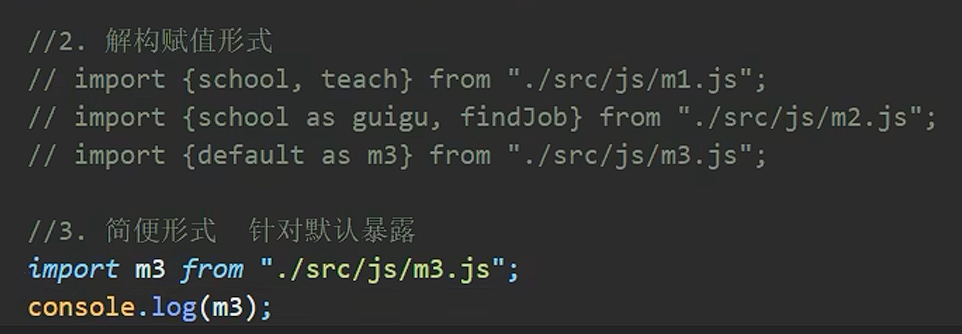 //2. 解构赋值形式
// import {school, teach} from "./src/js/m1.js";
// import {school as guigu, findJob} from "./src/js/m2.js";
// import {default as m3} from "./src/js/m3.js";
//3. 简便形式  针对默认暴露
import m3 from "./src/js/m3.js";
console.log(m3);